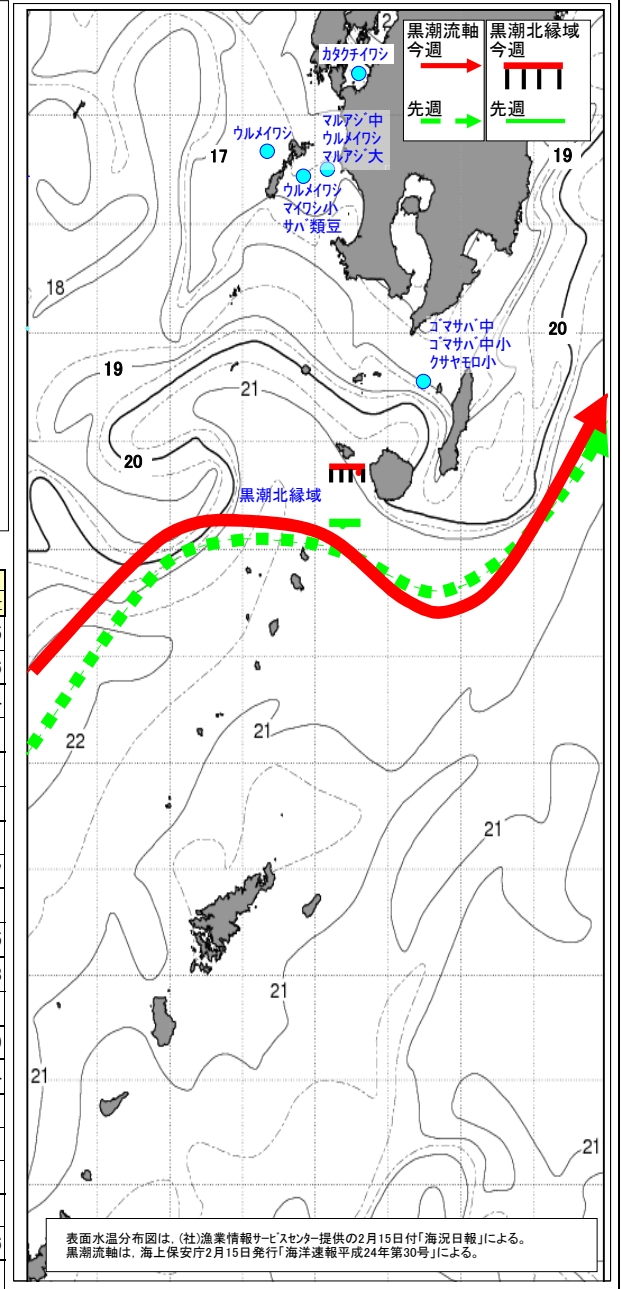 黒潮流軸
今週
先週
黒潮北縁域
今週
先週
カタクチイワシ
ウルメイワシ
マルアジ中
ウルメイワシ
マルアジ大
17
19
ウルメイワシ
マイワシ小
サバ類豆
18
ゴマサバ中
ゴマサバ中小
クサヤモロ小
20
19
21
20
黒潮北縁域
22
21
21
21
21
21
表面水温分布図は、(社)漁業情報サービスセンター提供の2月15日付「海況日報」による。
黒潮流軸は、海上保安庁2月15日発行「海洋速報平成24年第30号」による。